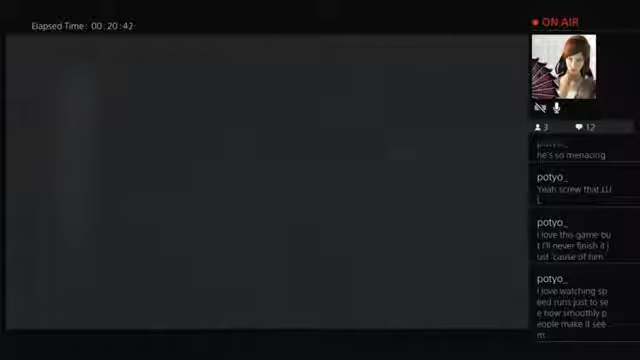 Elapsed Time: 00:20:42
ON AIR
3
12
potyo_
he's so menacing
potyo_
Yeah screw that LU
L
potyo_
I love this game bu
t I'll never finish it j
ust 'cause of him
potyo_
I love watching sp
eed runs just to se
e how smoothly p
eople make it see
m